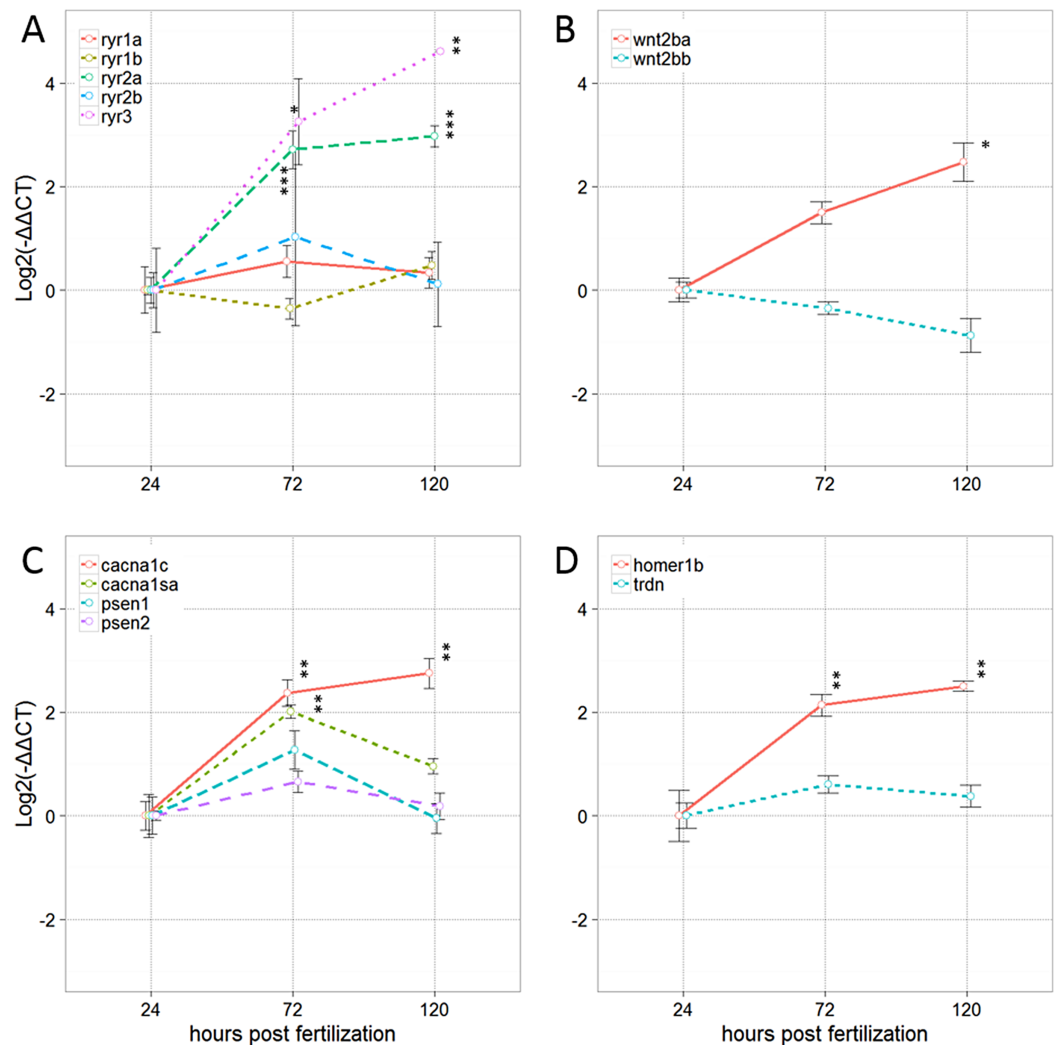 A
ryr1a
ryr1b
ryr2a
ryr2b
ryr3
Log2(-ΔΔCT)
4
2
0
-2
24
72
120
*
***
**
***
B
wnt2ba
wnt2bb
4
2
0
-2
24
72
120
*
C
cacna1c
cacna1sa
psen1
psen2
Log2(-ΔΔCT)
4
2
0
-2
24
72
120
hours post fertilization
**
**
**
D
homer1b
trdn
4
2
0
-2
24
72
120
hours post fertilization
**
**